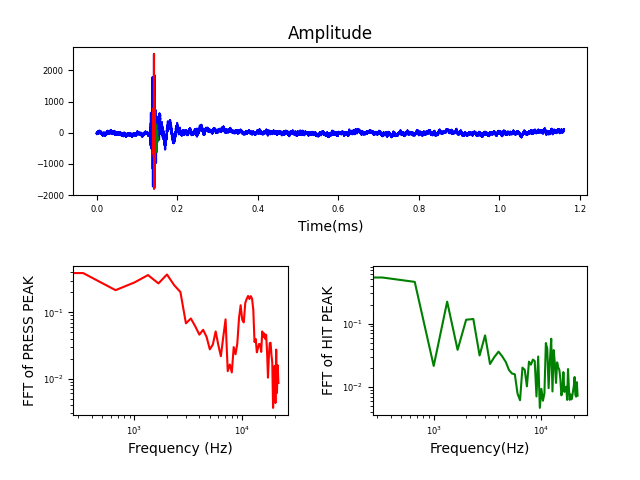 Amplitude
2000
1000
0
−1000
−2000
0.0 0.2 0.4 0.6 0.8 1.0 1.2
Time(ms)
FFT of PRESS PEAK
10⁻¹
10⁻²
10³ 10⁴
Frequency (Hz)
FFT of HIT PEAK
10⁻¹
10⁻²
10³ 10⁴
Frequency(Hz)